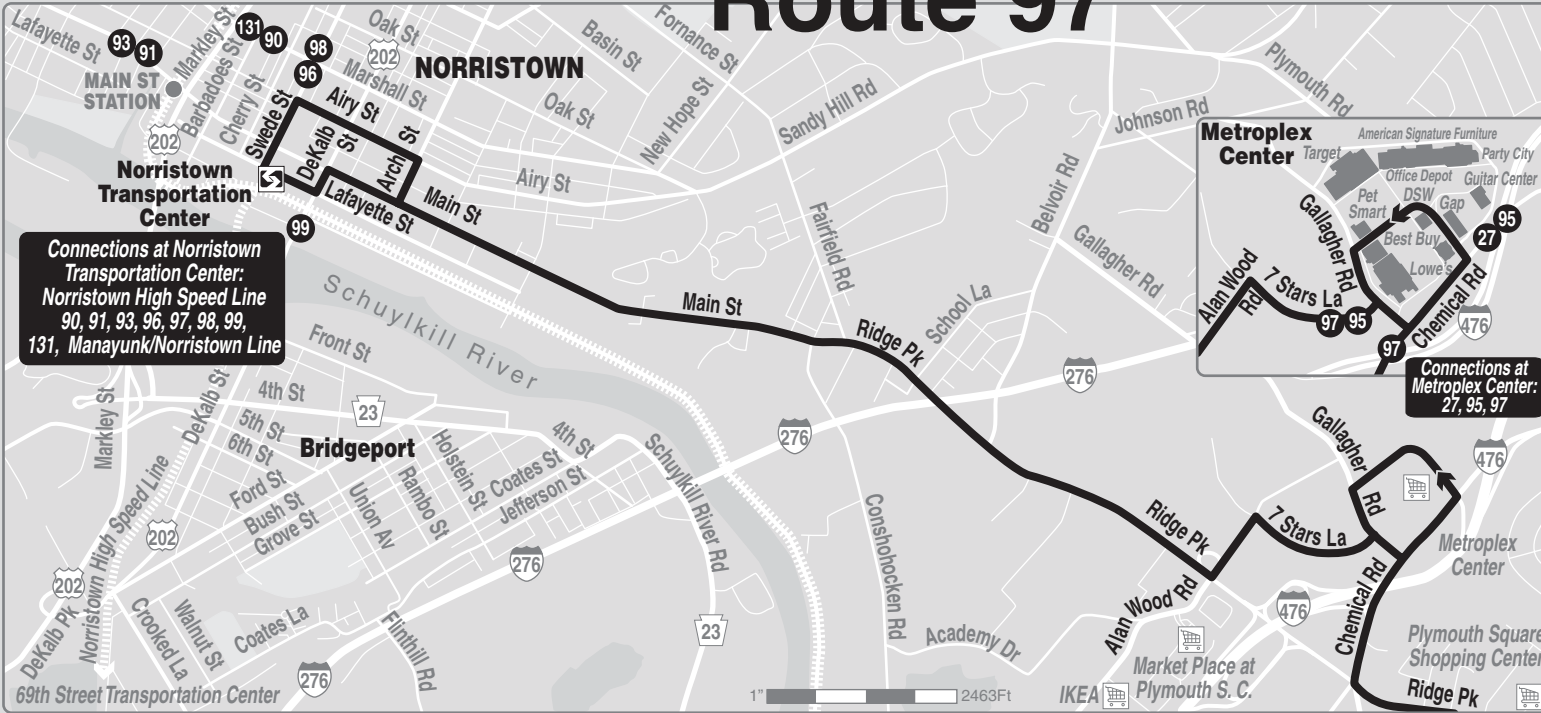 Route 97
Lafayette St
93
91
Markley St
131
90
98
96
Oak St
202
NORRISTOWN
Basin St
Fornance St
Plymouth Rd
MAIN ST
STATION
Barbadoes St
Cherry St
Marshall St
Oak St
New Hope St
Sandy Hill Rd
Johnson Rd
202
Swede St
Airy St
DeKalb
St
Arch St
Norristown
Transportation
Center
Lafayette St
Main St
Airy St
Fairfield Rd
Belvoir Rd
Gallagher Rd
99
Connections at Norristown
Transportation Center:
Norristown High Speed Line
90, 91, 93, 96, 97, 98, 99,
131, Manayunk/Norristown Line
Schuylkill River
Main St
Ridge Pk
School La
276
Metroplex
Center
American Signature Furniture
Target
Party City
Office Depot
Guitar Center
Pet
Smart
DSW
Gap
95
27
Gallagher Rd
Best Buy
Lowe's
Alan Wood
Rd
7 Stars La
97
95
Chemical Rd
476
97
Connections at
Metroplex Center:
27, 95, 97
Front St
Markley St
DeKalb St
4th St
23
5th St
6th St
Bridgeport
Ford St
Bush St
Grove St
Union Av
Rambo St
Holstein St
4th St
Coates St
Jefferson St
Schuylkill River Rd
276
Conshohocken Rd
Gallagher
Rd
476
Ridge Pk
7 Stars La
Metroplex
Center
202
Norristown High Speed Line
276
202
DeKalb Pk
Crooked La
Walnut St
Coates La
Flinthill Rd
276
23
Academy Dr
Alan Wood Rd
476
Chemical Rd
Plymouth Square
Shopping Center
Market Place at
Plymouth S. C.
IKEA
Ridge Pk
69th Street Transportation Center
1" 2463Ft